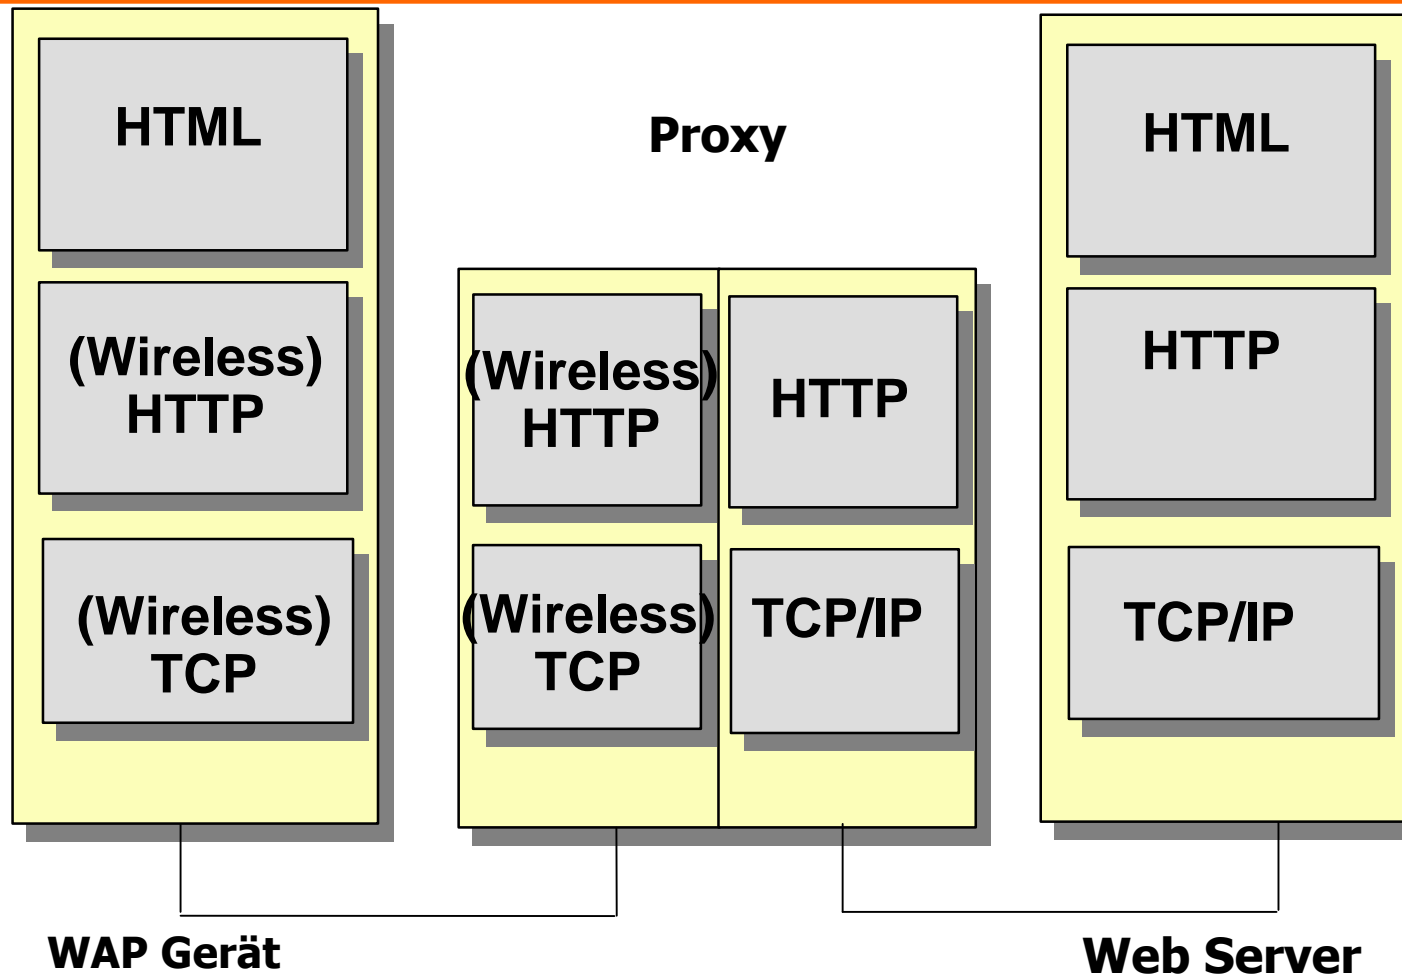 HTML
(Wireless)
HTTP
(Wireless)
TCP
WAP Gerät
Proxy
(Wireless)
HTTP
(Wireless)
TCP
HTTP
TCP/IP
HTML
HTTP
TCP/IP
Web Server